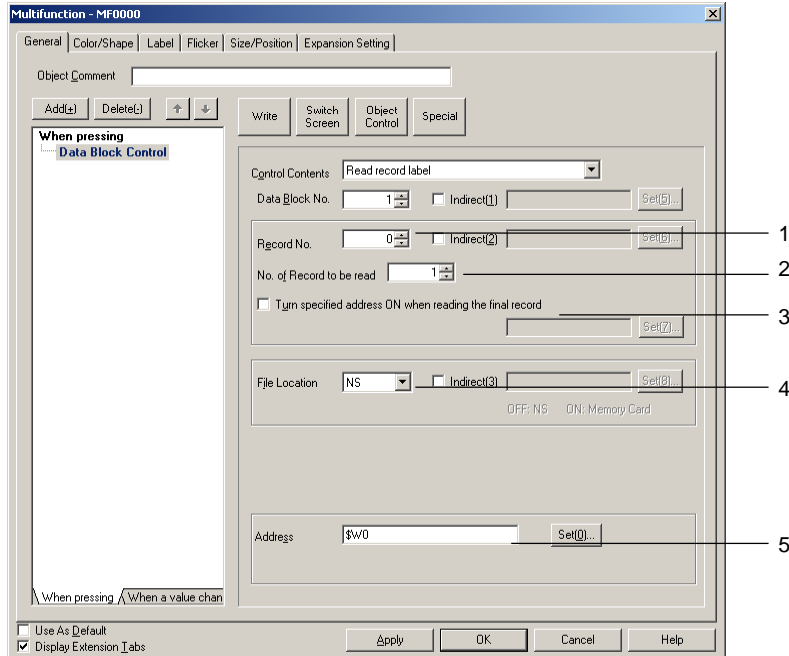 Multifunction - MF0000
General Color/Shape Label Flicker Size/Position Expansion Setting
Object Comment
Add(+) Delete(-)
Write Switch Screen Object Control Special
When pressing
Data Block Control
Control Contents Read record label
Data Block No. 1 Indirect(1) Set(5)...
Record No. 0 Indirect(2) Set(6)... 1
No. of Record to be read 1 2
Turn specified address ON when reading the final record 3
Set(7)...
File Location NS Indirect(3) Set(8)... 4
OFF: NS ON: Memory Card
Address $W0 Set(0)... 5
When pressing When a value chan
Use As Default
Display Extension Tabs
Apply OK Cancel Help